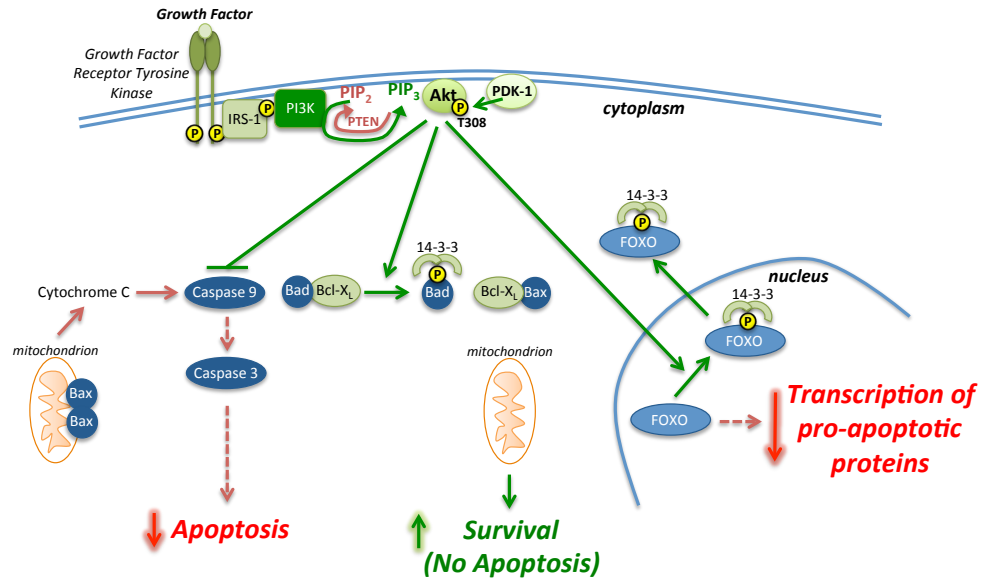 Growth Factor
Growth Factor
Receptor Tyrosine
Kinase
P
P
IRS-1
P
PI3K
PIP2
PTEN
PIP3
Akt
P
T308
PDK-1
cytoplasm
14-3-3
P
FOXO
nucleus
14-3-3
P
FOXO
FOXO
Transcription of
pro-apoptotic
proteins
Cytochrome C
Caspase 9
Bad
Bcl-XL
14-3-3
P
Bad
Bcl-XL
Bax
mitochondrion
Bax
Bax
Caspase 3
mitochondrion
Apoptosis
Survival
(No Apoptosis)